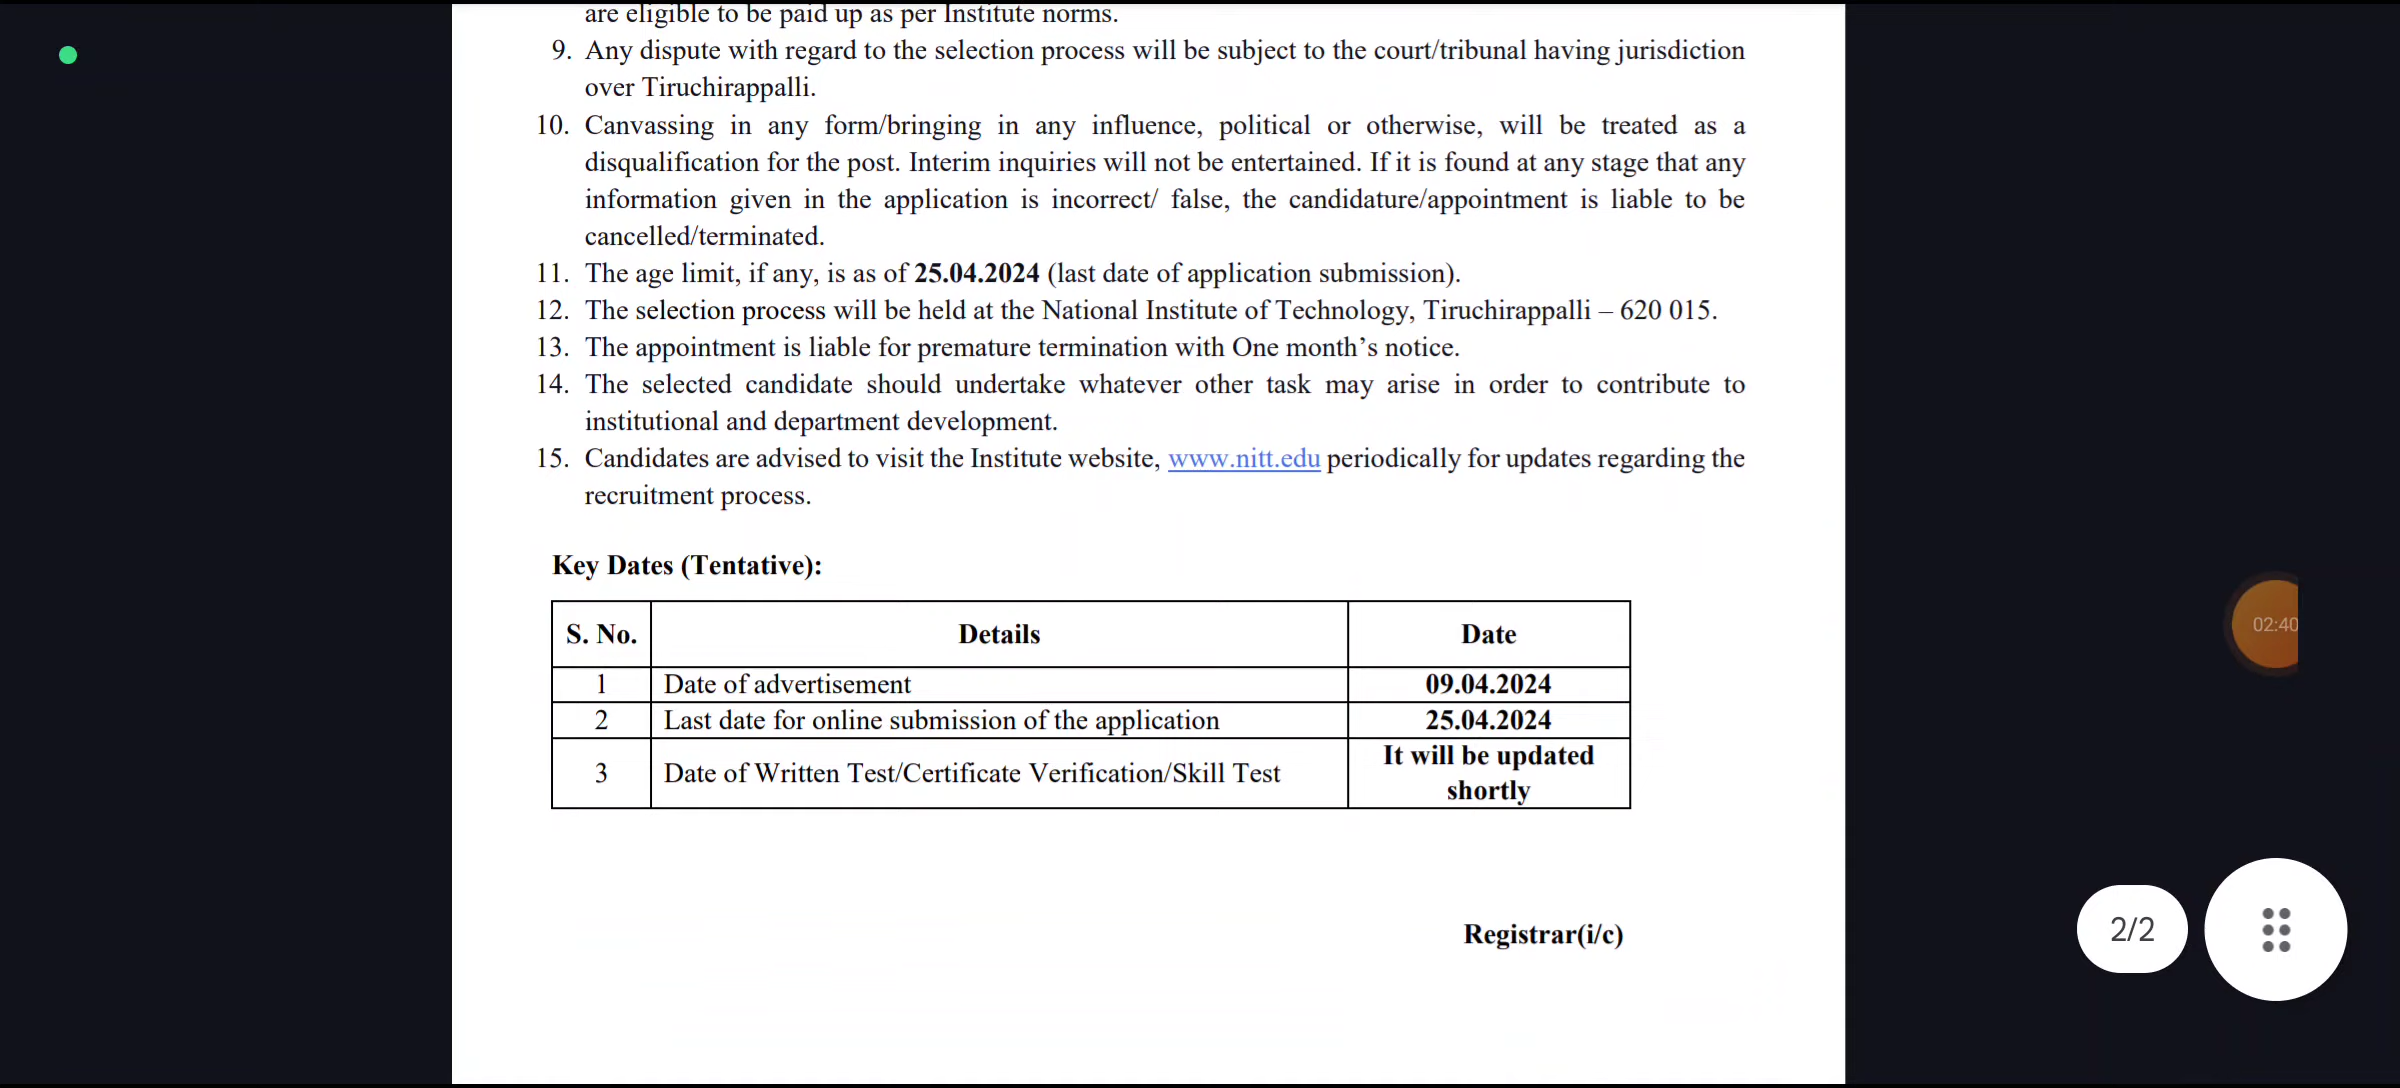 are eligible to be paid up as per Institute norms.
9. Any dispute with regard to the selection process will be subject to the court/tribunal having jurisdiction
over Tiruchirappalli.
10. Canvassing in any form/bringing in any influence, political or otherwise, will be treated as a
disqualification for the post. Interim inquiries will not be entertained. If it is found at any stage that any
information given in the application is incorrect/ false, the candidature/appointment is liable to be
cancelled/terminated.
11. The age limit, if any, is as of 25.04.2024 (last date of application submission).
12. The selection process will be held at the National Institute of Technology, Tiruchirappalli – 620 015.
13. The appointment is liable for premature termination with One month’s notice.
14. The selected candidate should undertake whatever other task may arise in order to contribute to
institutional and department development.
15. Candidates are advised to visit the Institute website, www.nitt.edu periodically for updates regarding the
recruitment process.
Key Dates (Tentative):
S. No. Details Date
1 Date of advertisement 09.04.2024
2 Last date for online submission of the application 25.04.2024
3 Date of Written Test/Certificate Verification/Skill Test It will be updated
shortly
Registrar(i/c)
02:40
2/2